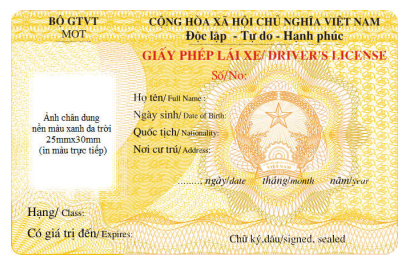 BỘ GTVT
MOT
CỘNG HÒA XÃ HỘI CHỦ NGHĨA VIỆT NAM
Độc lập - Tự do - Hạnh phúc
GIẤY PHÉP LÁI XE/ DRIVER'S LICENSE
Số/No:
Ảnh chân dung
nền màu xanh da trời
25mmx30mm
(in màu trực tiếp)
Họ tên/ Full Name :
Ngày sinh/ Date of Birth:
Quốc tịch/ Nationality:
Nơi cư trú/ Address:
VIỆT NAM
........, ngày/date tháng/month năm/year
Hạng/ Class:
Có giá trị đến/ Expires:
Chữ ký,dấu/signed, sealed